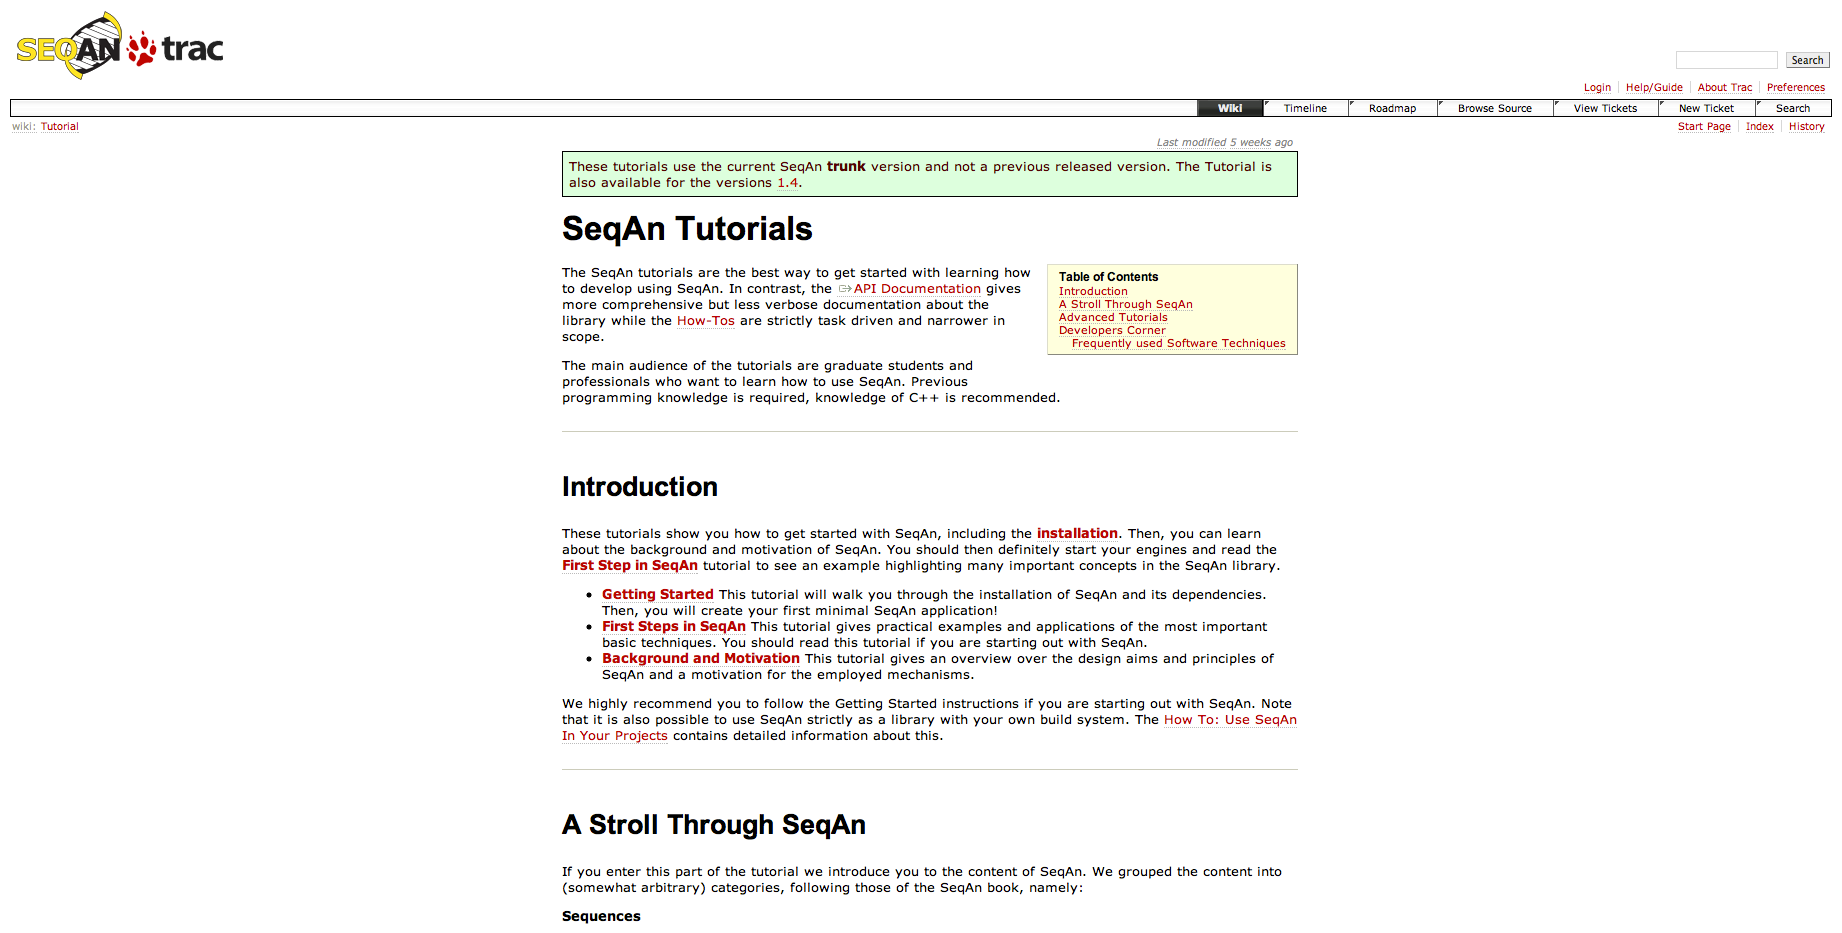 SEQAN trac
Search
Login Help/Guide About Trac Preferences
Wiki Timeline Roadmap Browse Source View Tickets New Ticket Search
wiki: Tutorial
Start Page Index History
Last modified 5 weeks ago
These tutorials use the current SeqAn trunk version and not a previous released version. The Tutorial is
also available for the versions 1.4.
SeqAn Tutorials
The SeqAn tutorials are the best way to get started with learning how
to develop using SeqAn. In contrast, the API Documentation gives
more comprehensive but less verbose documentation about the
library while the How-Tos are strictly task driven and narrower in
scope.
Table of Contents
Introduction
A Stroll Through SeqAn
Advanced Tutorials
Developers Corner
Frequently used Software Techniques
The main audience of the tutorials are graduate students and
professionals who want to learn how to use SeqAn. Previous
programming knowledge is required, knowledge of C++ is recommended.
Introduction
These tutorials show you how to get started with SeqAn, including the installation. Then, you can learn
about the background and motivation of SeqAn. You should then definitely start your engines and read the
First Step in SeqAn tutorial to see an example highlighting many important concepts in the SeqAn library.
• Getting Started This tutorial will walk you through the installation of SeqAn and its dependencies.
Then, you will create your first minimal SeqAn application!
• First Steps in SeqAn This tutorial gives practical examples and applications of the most important
basic techniques. You should read this tutorial if you are starting out with SeqAn.
• Background and Motivation This tutorial gives an overview over the design aims and principles of
SeqAn and a motivation for the employed mechanisms.
We highly recommend you to follow the Getting Started instructions if you are starting out with SeqAn. Note
that it is also possible to use SeqAn strictly as a library with your own build system. The How To: Use SeqAn
In Your Projects contains detailed information about this.
A Stroll Through SeqAn
If you enter this part of the tutorial we introduce you to the content of SeqAn. We grouped the content into
(somewhat arbitrary) categories, following those of the SeqAn book, namely:
Sequences